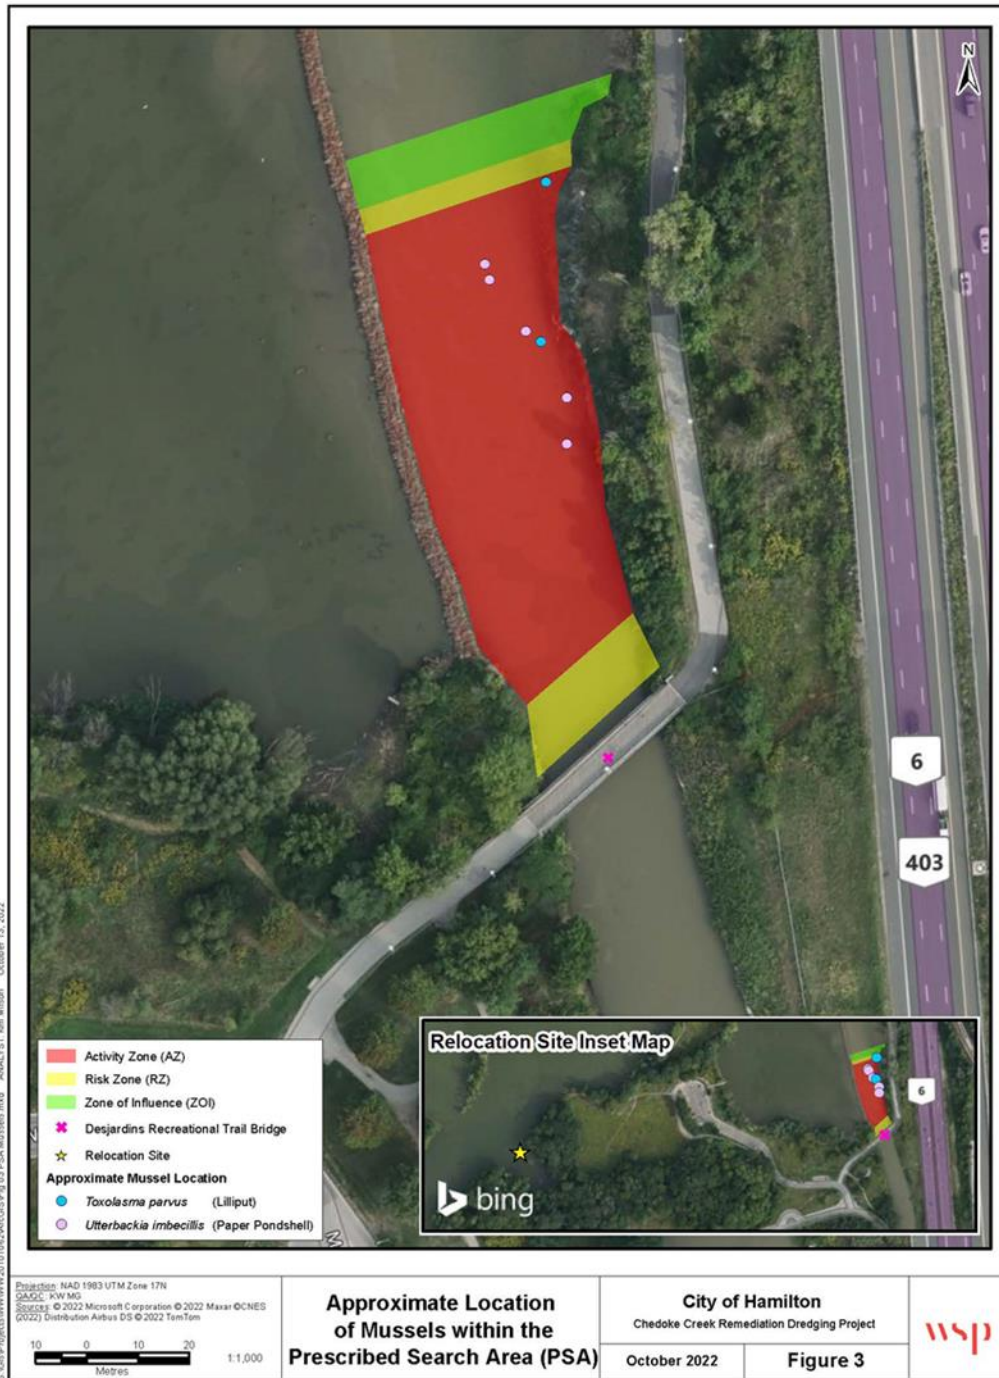 N
6
403
Relocation Site Inset Map
6
bing
Activity Zone (AZ)
Risk Zone (RZ)
Zone of Influence (ZOI)
Desjardins Recreational Trail Bridge
Relocation Site
Approximate Mussel Location
Toxolasma parvus (Lilliput)
Utterbackia imbecillis (Paper Pondshell)
Projection: NAD 1983 UTM Zone 17N
QA/QC: KW MG
Sources: © 2022 Microsoft Corporation © 2022 Maxar ©CNES
(2022) Distribution Airbus DS © 2022 TomTom
10 0 10 20
Metres
1:1,000
Approximate Location
of Mussels within the
Prescribed Search Area (PSA)
City of Hamilton
Chedoke Creek Remediation Dredging Project
October 2022
Figure 3
wsp
October 13, 2022